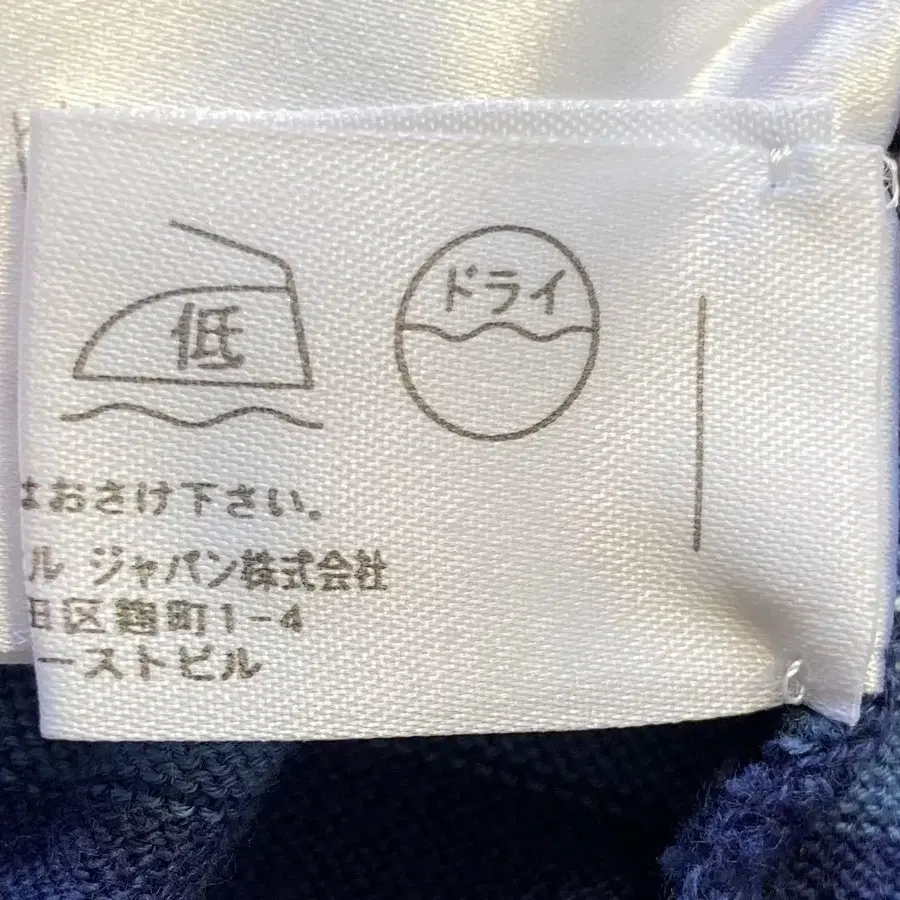 低
ドライ
はおさけ下さい。
ル ジャパン株式会社
田区麹町1-4
ーストビル